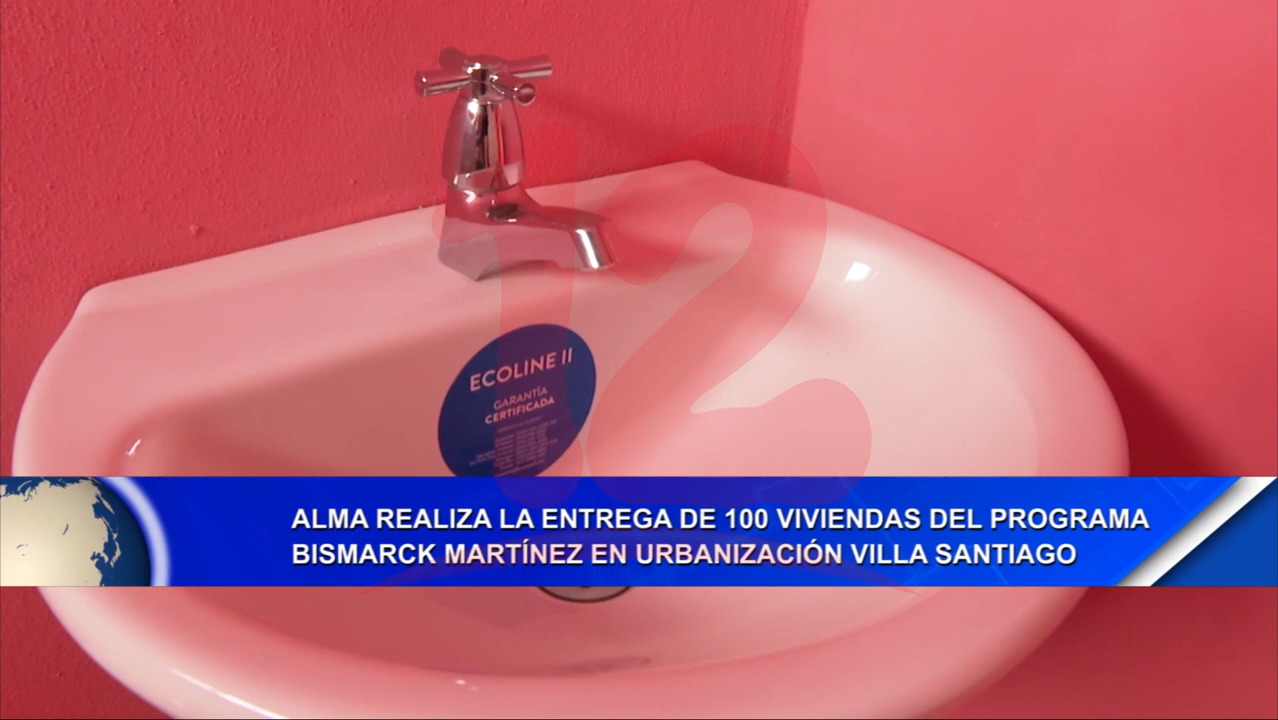 12
ECOLINE II
GARANTÍA
CERTIFICADA
ALMA REALIZA LA ENTREGA DE 100 VIVIENDAS DEL PROGRAMA
BISMARCK MARTÍNEZ EN URBANIZACIÓN VILLA SANTIAGO